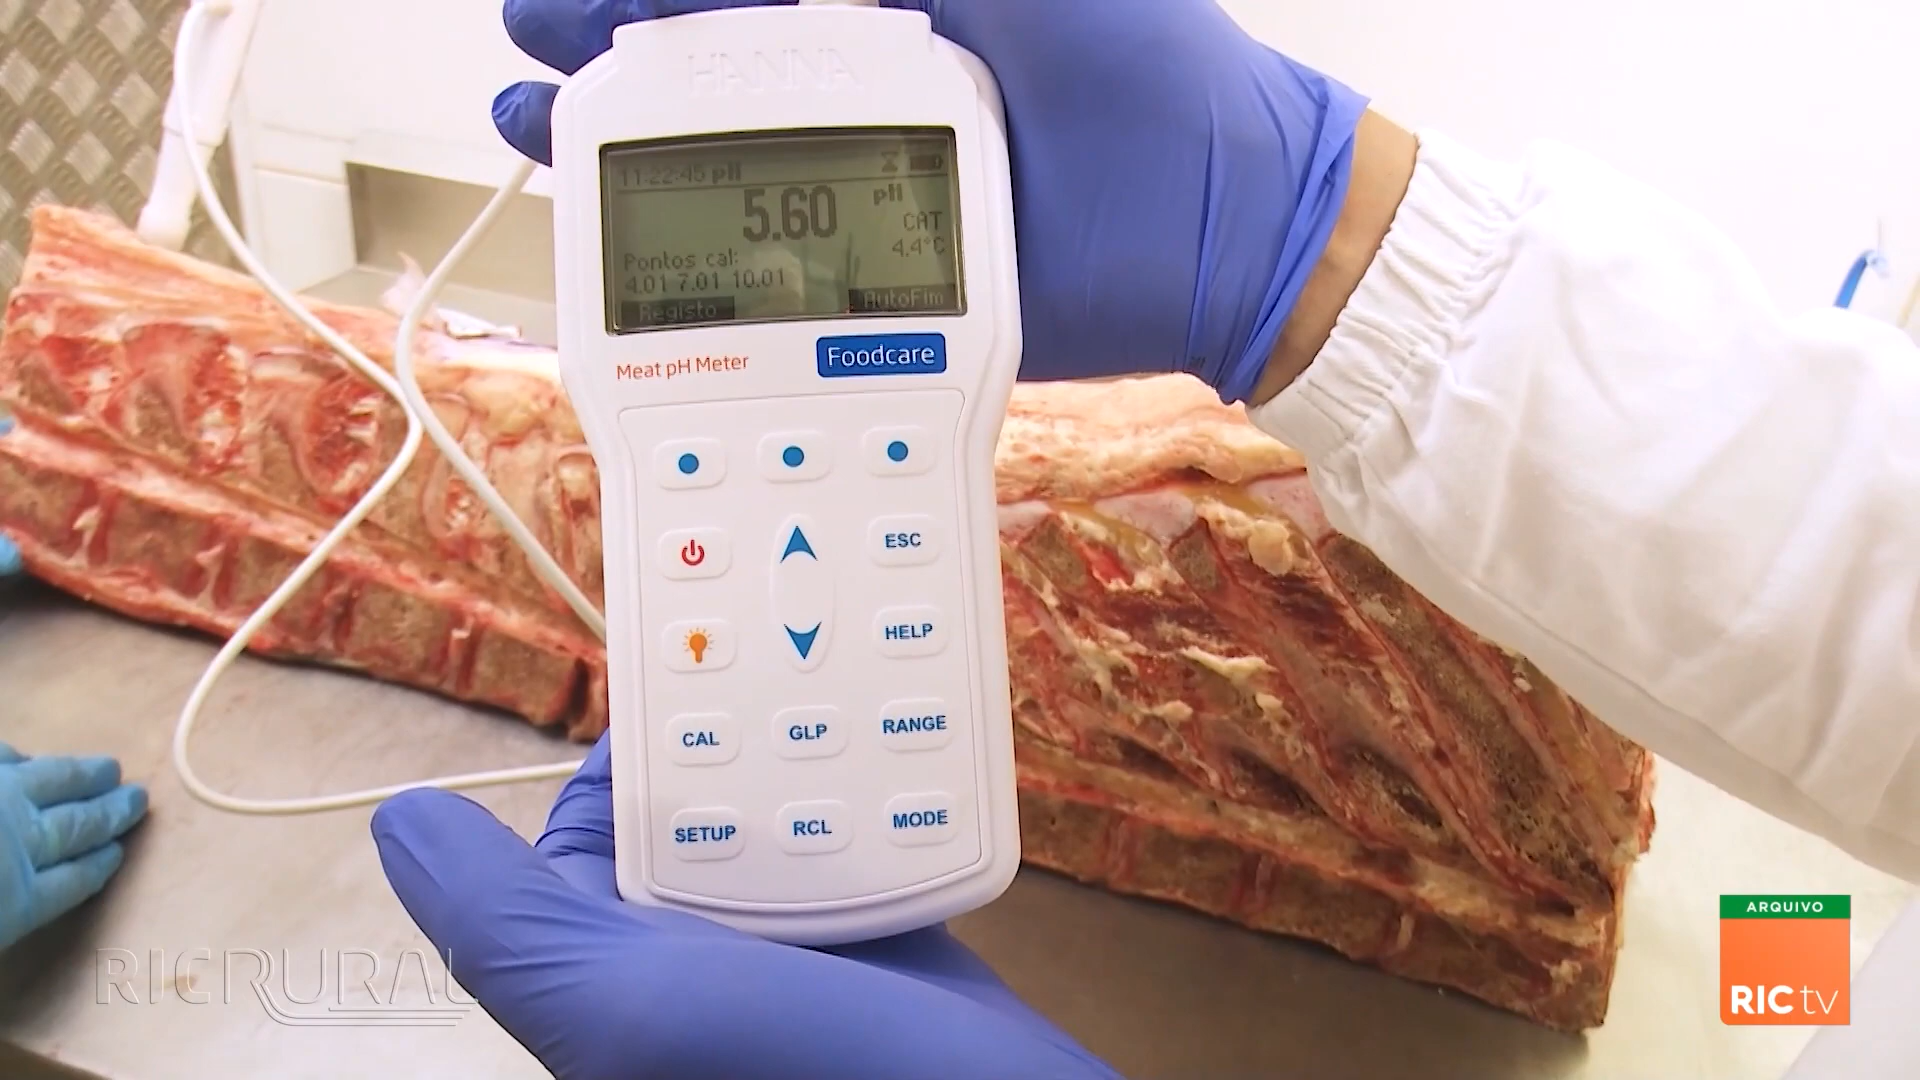 HANNA
11:22:45 pH
5.60 pH
CAT
4.4°C
Pontos cal:
4.01 7.01 10.01
Registo AutoFim
Meat pH Meter Foodcare
ESC
HELP
CAL GLP RANGE
SETUP RCL MODE
ARQUIVO
RIC tv
RICRURAL